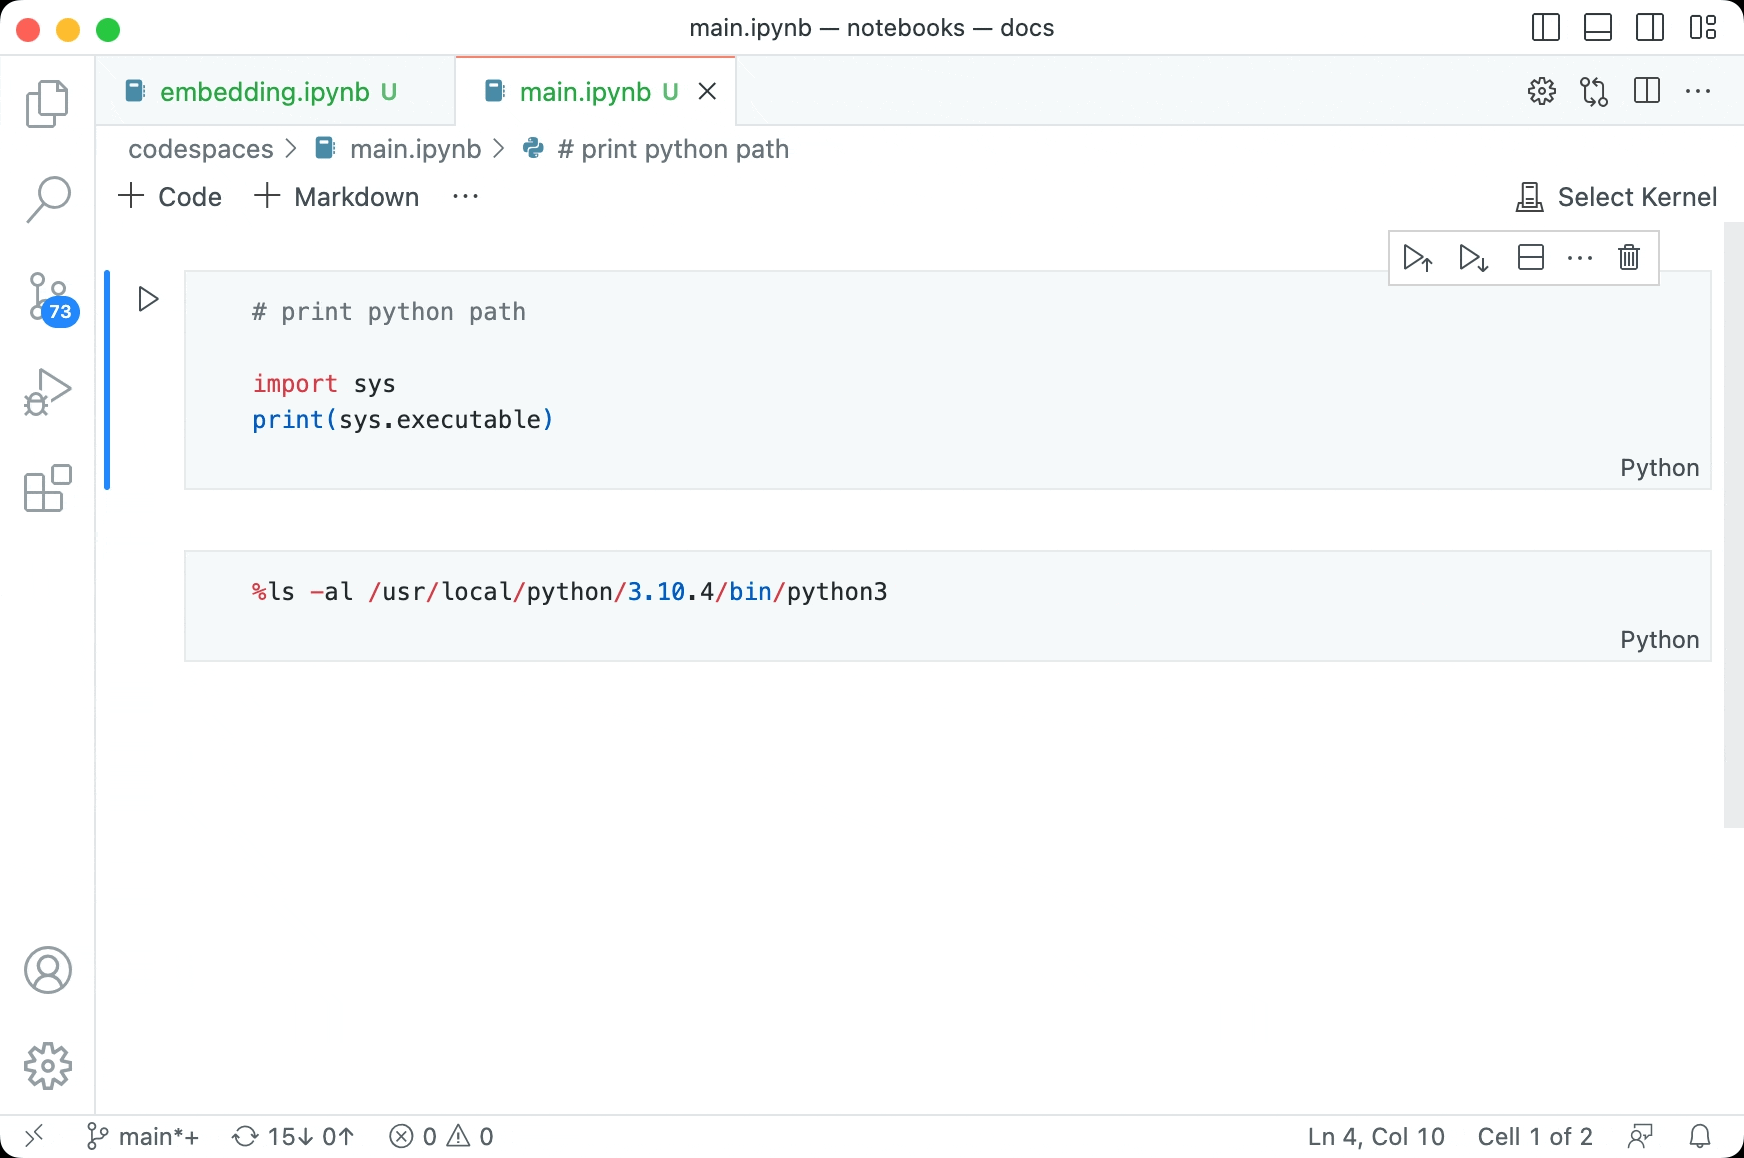 main.ipynb — notebooks — docs
embedding.ipynb U
main.ipynb U
codespaces > main.ipynb > # print python path
+ Code + Markdown ...
Select Kernel
# print python path
import sys
print(sys.executable)
Python
%ls -al /usr/local/python/3.10.4/bin/python3
Python
73
main*+ 15↓ 0↑ 0 0
Ln 4, Col 10 Cell 1 of 2